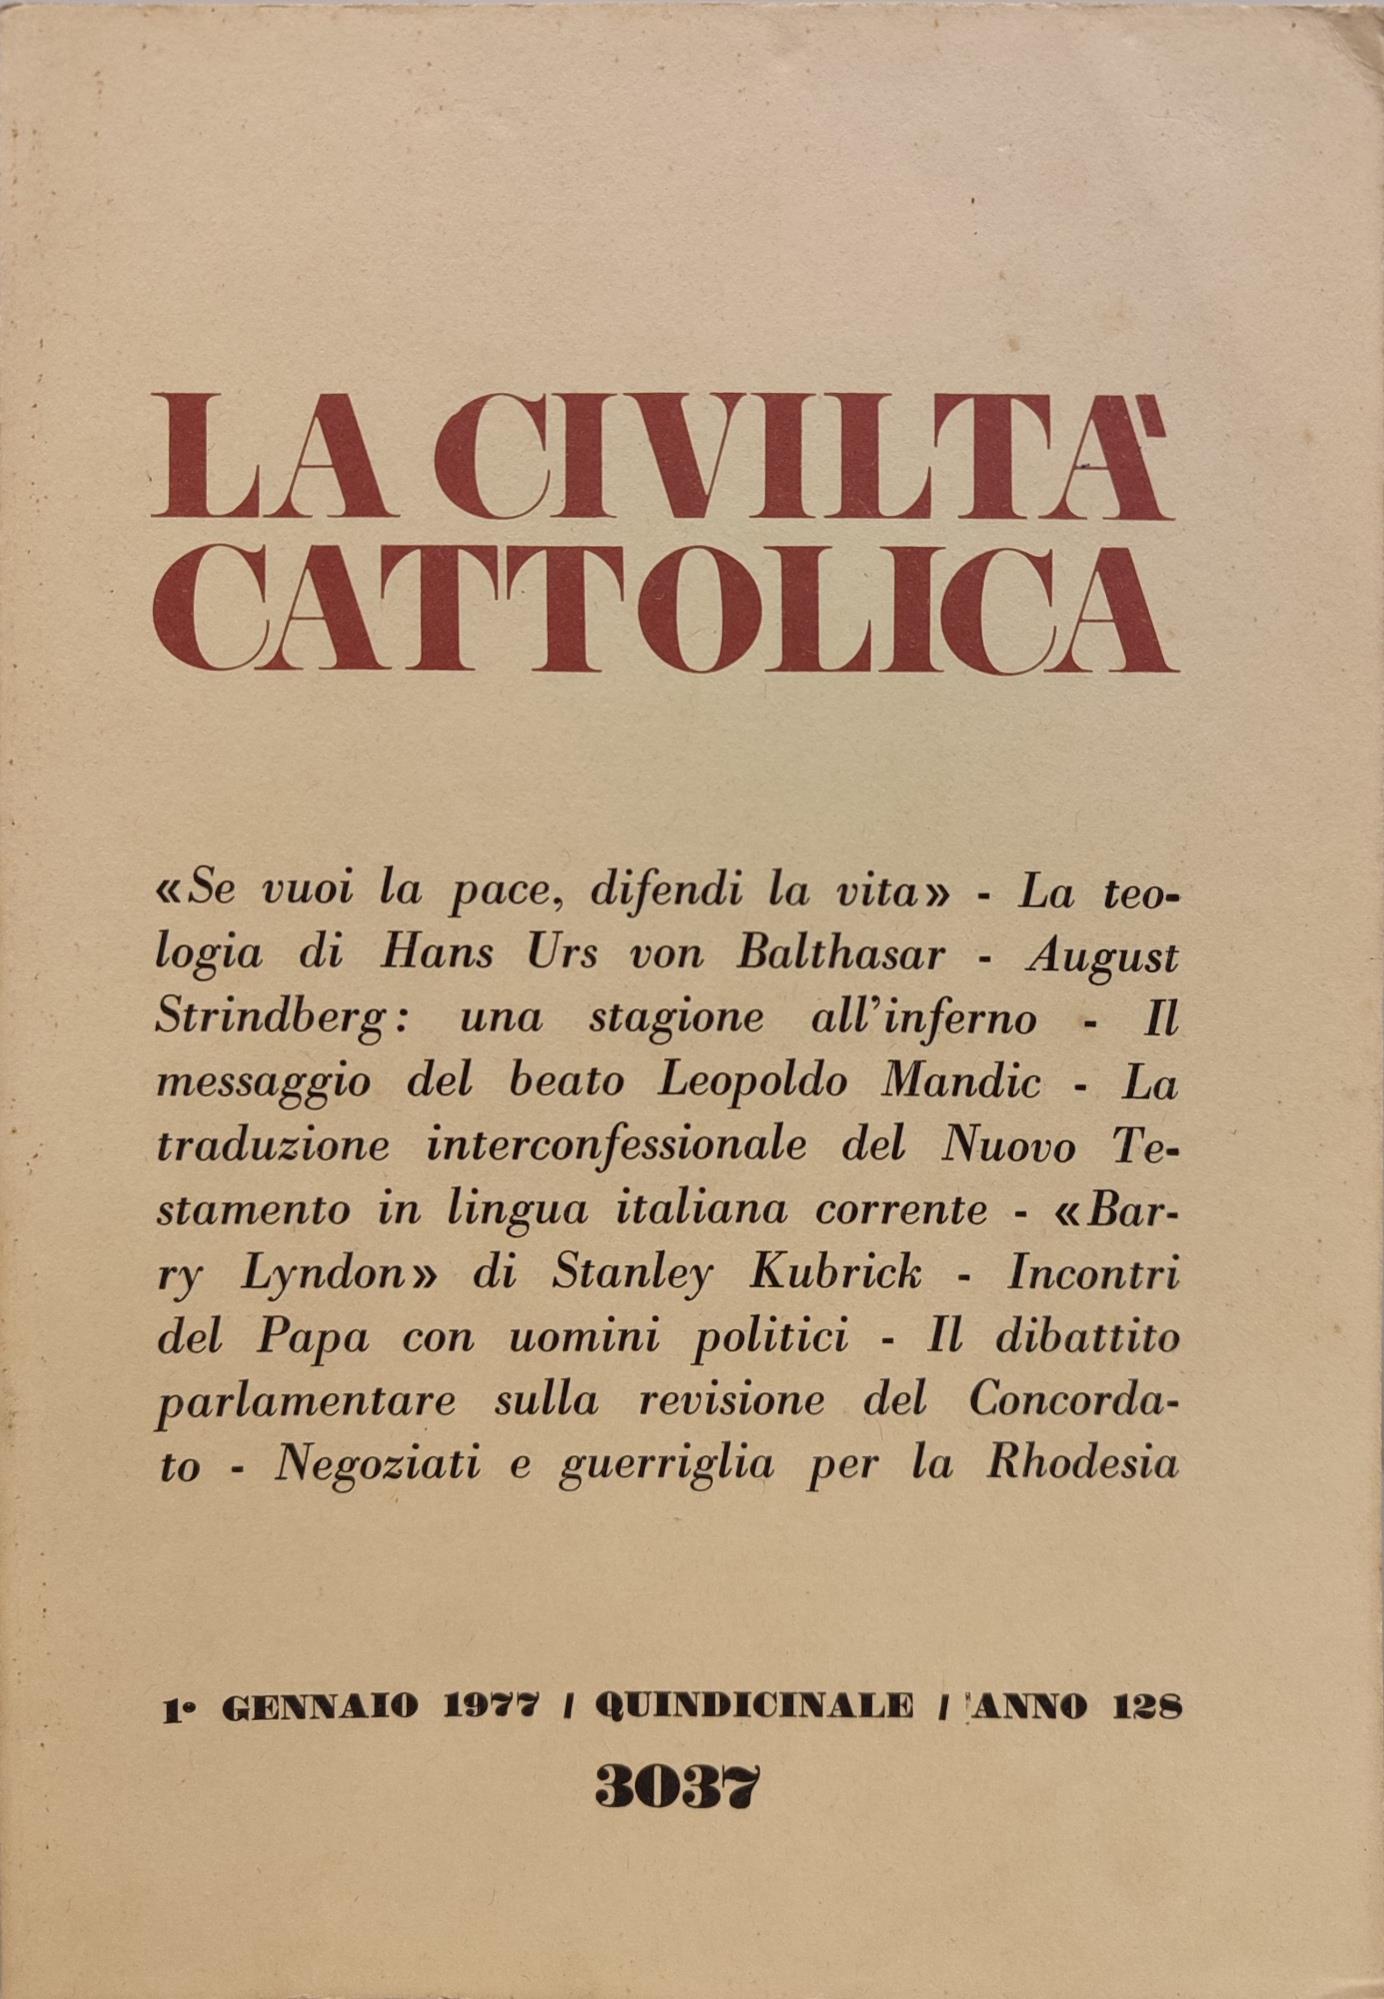 LA CIVILTA'
CATTOLICA
«Se vuoi la pace, difendi la vita» - La teo-
logia di Hans Urs von Balthasar - August
Strindberg: una stagione all'inferno - Il
messaggio del beato Leopoldo Mandic - La
traduzione interconfessionale del Nuovo Te-
stamento in lingua italiana corrente - «Bar-
ry Lyndon» di Stanley Kubrick - Incontri
del Papa con uomini politici - Il dibattito
parlamentare sulla revisione del Concorda-
to - Negoziati e guerriglia per la Rhodesia
1° GENNAIO 1977 / QUINDICINALE / ANNO 128
3037